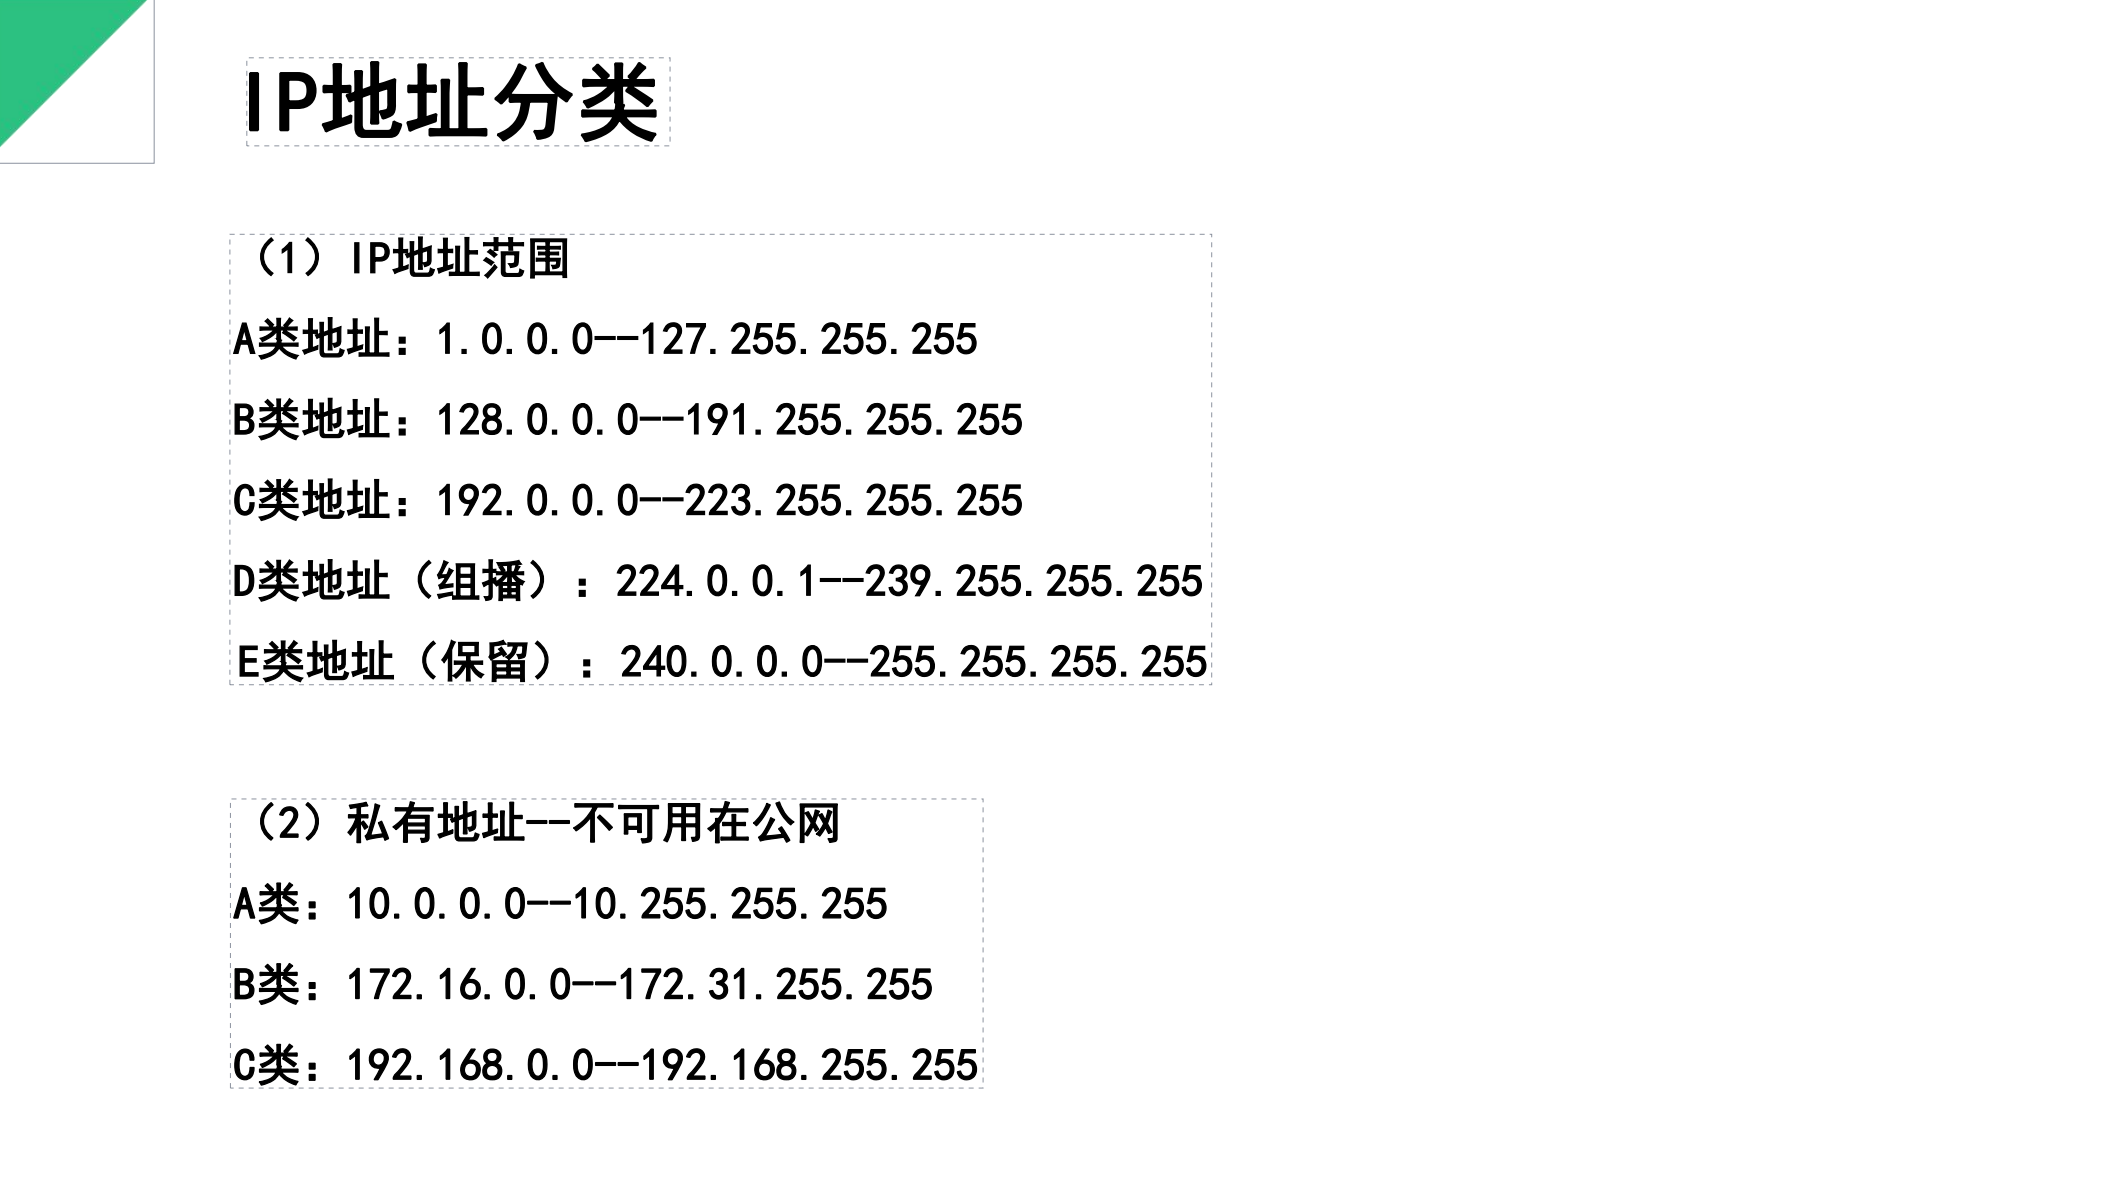 IP地址分类
（1）IP地址范围
A类地址：1.0.0.0--127.255.255.255
B类地址：128.0.0.0--191.255.255.255
C类地址：192.0.0.0--223.255.255.255
D类地址（组播）：224.0.0.1--239.255.255.255
E类地址（保留）：240.0.0.0--255.255.255.255
（2）私有地址--不可用在公网
A类：10.0.0.0--10.255.255.255
B类：172.16.0.0--172.31.255.255
C类：192.168.0.0--192.168.255.255